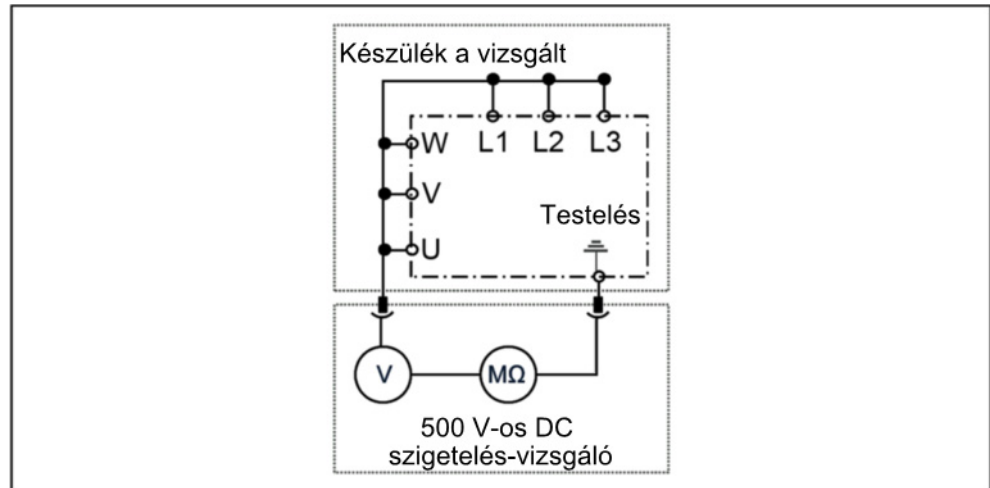 Készülék a vizsgált
W L1 L2 L3
V
Testelés
U
V MΩ
500 V-os DC
szigetelés-vizsgáló